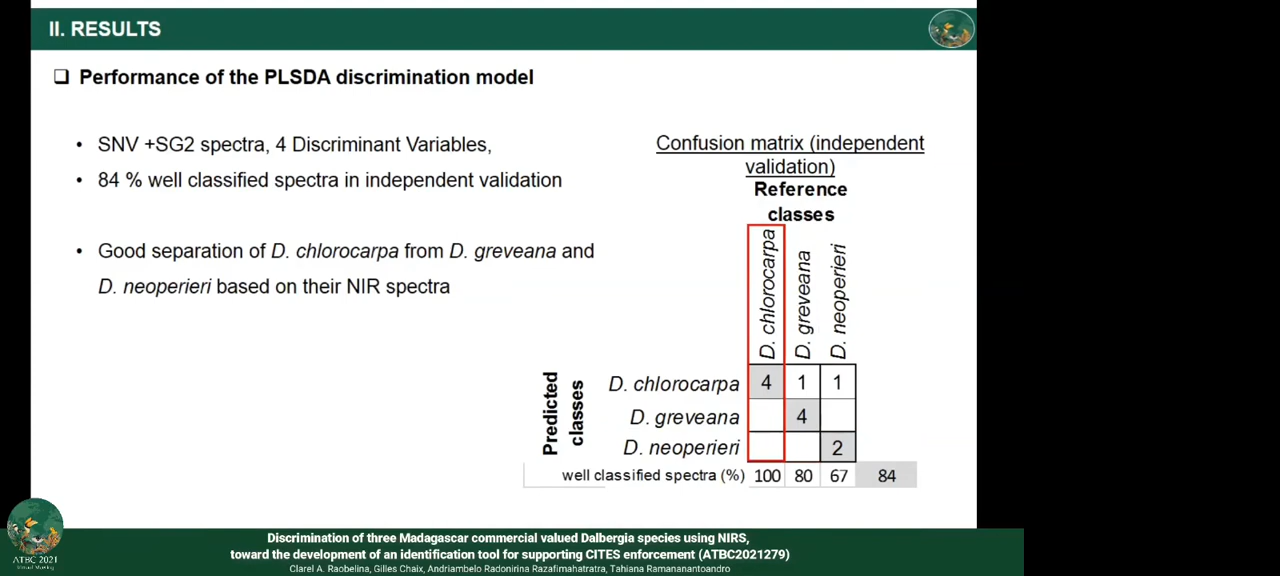 II. RESULTS
❑ Performance of the PLSDA discrimination model
• SNV +SG2 spectra, 4 Discriminant Variables,
• 84 % well classified spectra in independent validation
• Good separation of D. chlorocarpa from D. greveana and
D. neoperieri based on their NIR spectra
Confusion matrix (independent
validation)
Reference
classes
D. chlorocarpa
D. greveana
D. neoperieri
Predicted
classes
D. chlorocarpa 4 1 1
D. greveana 4
D. neoperieri 2
well classified spectra (%) 100 80 67 84
ATBC 2021
Discrimination of three Madagascar commercial valued Dalbergia species using NIRS,
toward the development of an identification tool for supporting CITES enforcement (ATBC2021279)
Clarel A. Raobelina, Gilles Chaix, Andriambelo Radonirina Razafimahatratra, Tahiana Ramananantoandro